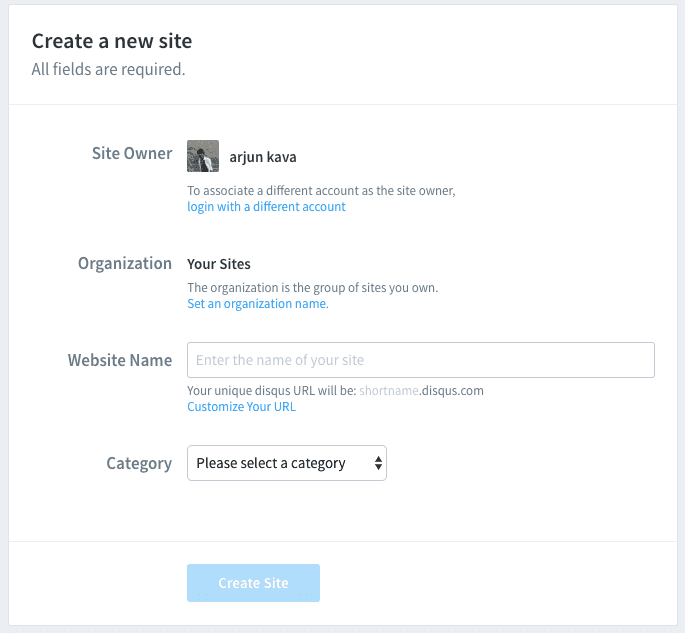 Create a new site
All fields are required.
Site Owner
arjun kava
To associate a different account as the site owner,
login with a different account
Organization
Your Sites
The organization is the group of sites you own.
Set an organization name.
Website Name
Enter the name of your site
Your unique disqus URL will be: shortname.disqus.com
Customize Your URL
Category
Please select a category
Create Site